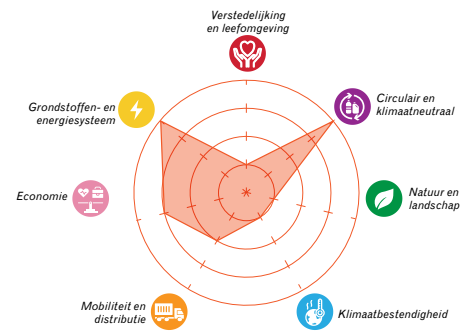 Verstedelijking
en leefomgeving
Circulair en
klimaatneutraal
Natuur en
landschap
Klimaatbestendigheid
Mobiliteit en
distributie
Economie
Grondstoffen- en
energiesysteem